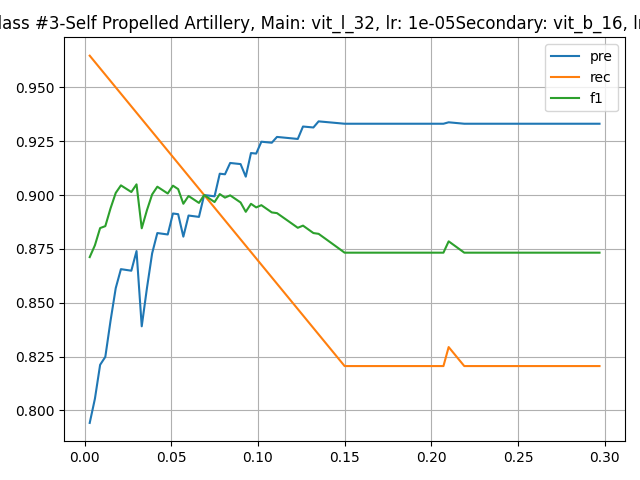 lass #3-Self Propelled Artillery, Main: vit_l_32, lr: 1e-05Secondary: vit_b_16, lr
pre
rec
f1
0.950
0.925
0.900
0.875
0.850
0.825
0.800
0.00 0.05 0.10 0.15 0.20 0.25 0.30